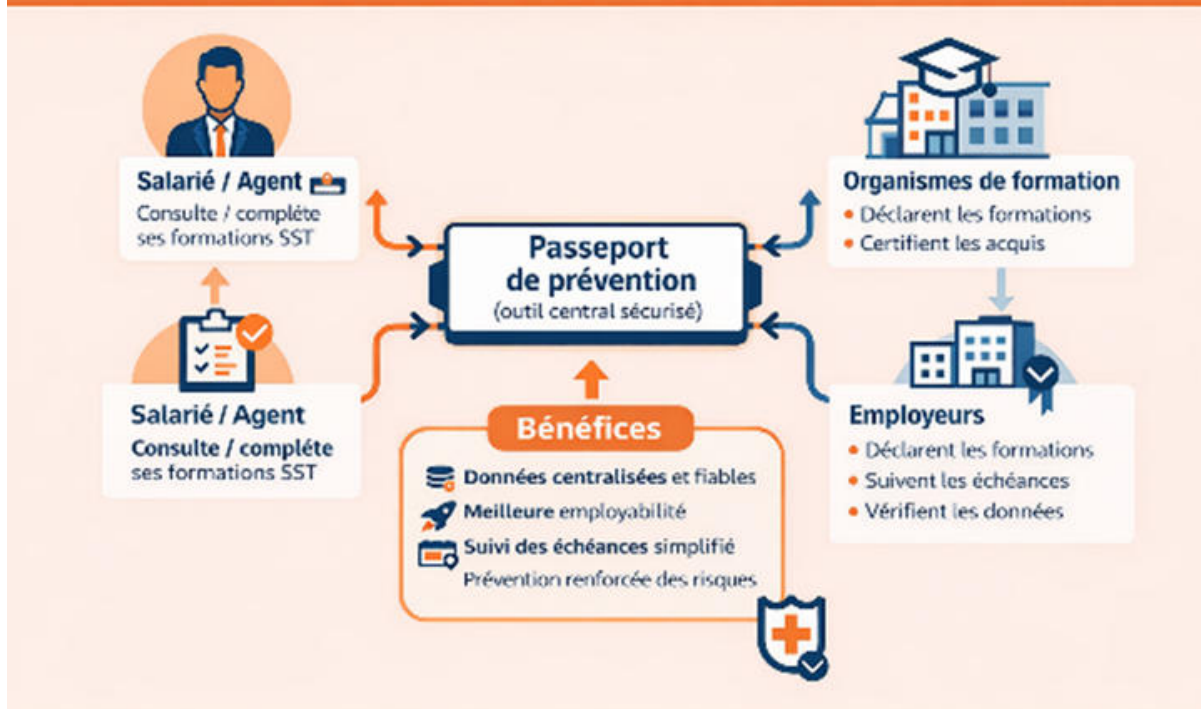 Salarié / Agent
Consulte / complète
ses formations SST
Organismes de formation
• Déclarent les formations
• Certifient les acquis
Passeport
de prévention
(outil central sécurisé)
Salarié / Agent
Consulte / complète
ses formations SST
Employeurs
• Déclarent les formations
• Suivent les échéances
• Vérifient les données
Bénéfices
Données centralisées et fiables
Meilleure employabilité
Suivi des échéances simplifié
Prévention renforcée des risques